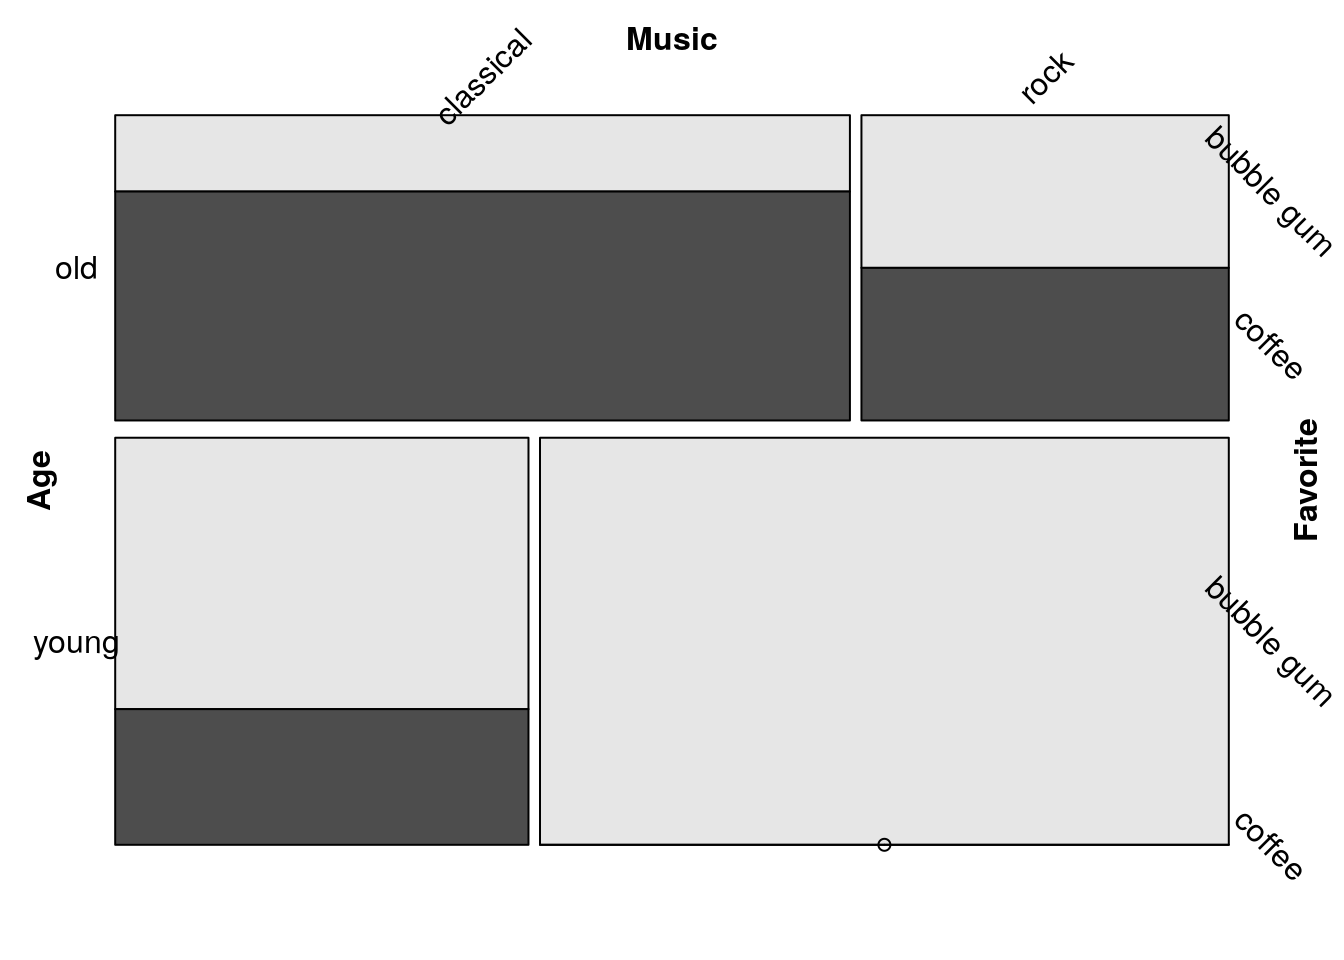 Music
classical
rock
bubble gum
old
coffee
Age
Favorite
bubble gum
young
coffee